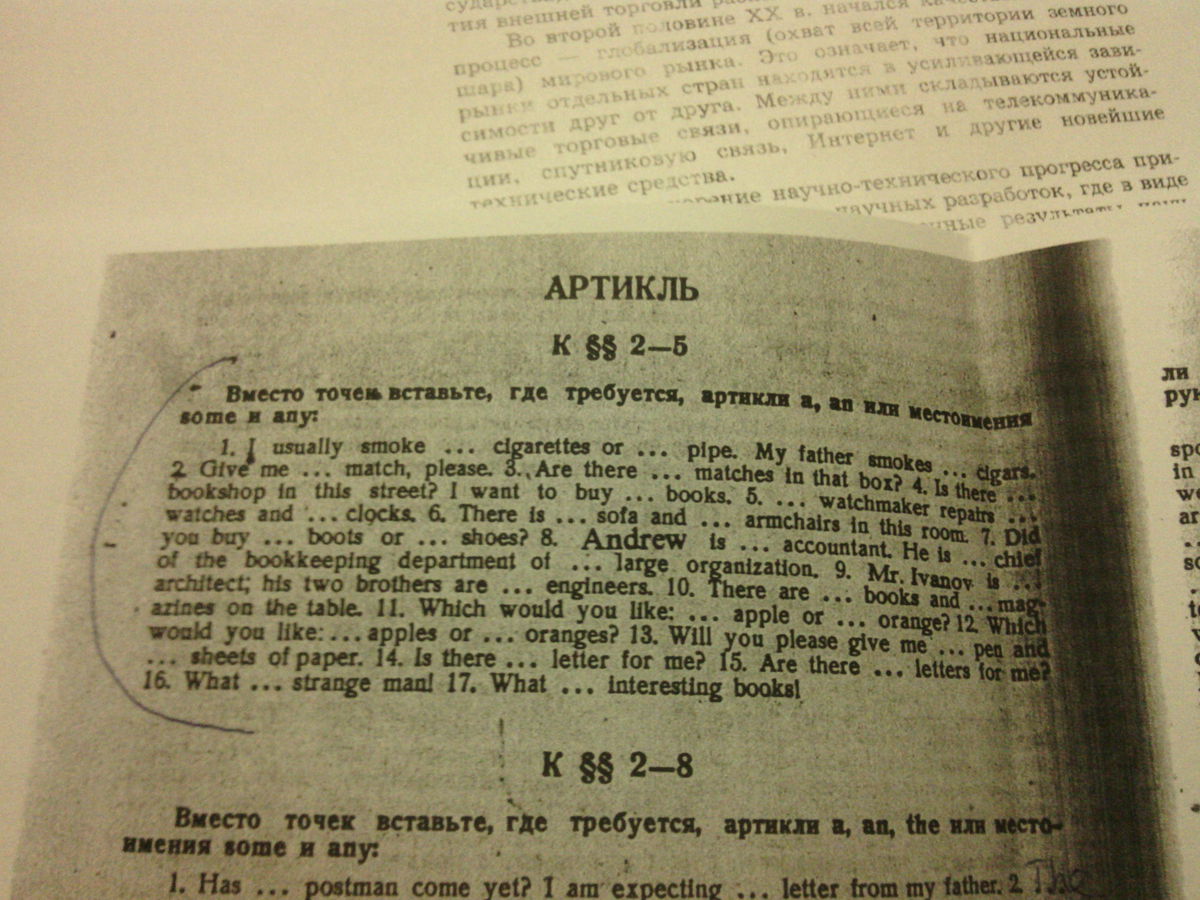 тия внешней торговли
Во второй половине XX в. начался
процесс — глобализация (охват всей территории земного
шара) мирового рынка. Это означает, что национальные
рынки отдельных стран находятся в усиливающейся зави-
симости друг от друга. Между ними складываются устой-
чивые торговые связи, опирающиеся на телекоммуника-
ции, спутниковую связь, Интернет и другие новейшие
технические средства.
научно-технического прогресса при-
научных разработок, где в виде
результаты
АРТИКЛЬ
К §§ 2—5
Вместо точек вставьте, где требуется, артикли a, an или местоимения
some и any:
1. I usually smoke ... cigarettes or ... pipe. My father smokes ... cigars.
2. Give me ... match, please. 3. Are there ... matches in that box? 4. Is there ...
bookshop in this street? I want to buy ... books. 5. ... watchmaker repairs ...
watches and ... clocks. 6. There is ... sofa and ... armchairs in this room. 7. Did
you buy ... boots or ... shoes? 8. Andrew is ... accountant. He is ... chief
of the bookkeeping department of ... large organization. 9. Mr. Ivanov is ...
architect; his two brothers are ... engineers. 10. There are ... books and ... mag-
azines on the table. 11. Which would you like: ... apple or ... orange? 12. Which
would you like: ... apples or ... oranges? 13. Will you please give me ... pen and
... sheets of paper. 14. Is there ... letter for me? 15. Are there ... letters for me?
16. What ... strange man! 17. What ... interesting books!
К §§ 2—8
Вместо точек вставьте, где требуется, артикли a, an, the или место-
имения some и any:
1. Has ... postman come yet? I am expecting ... letter from my father. 2. The
ли
in